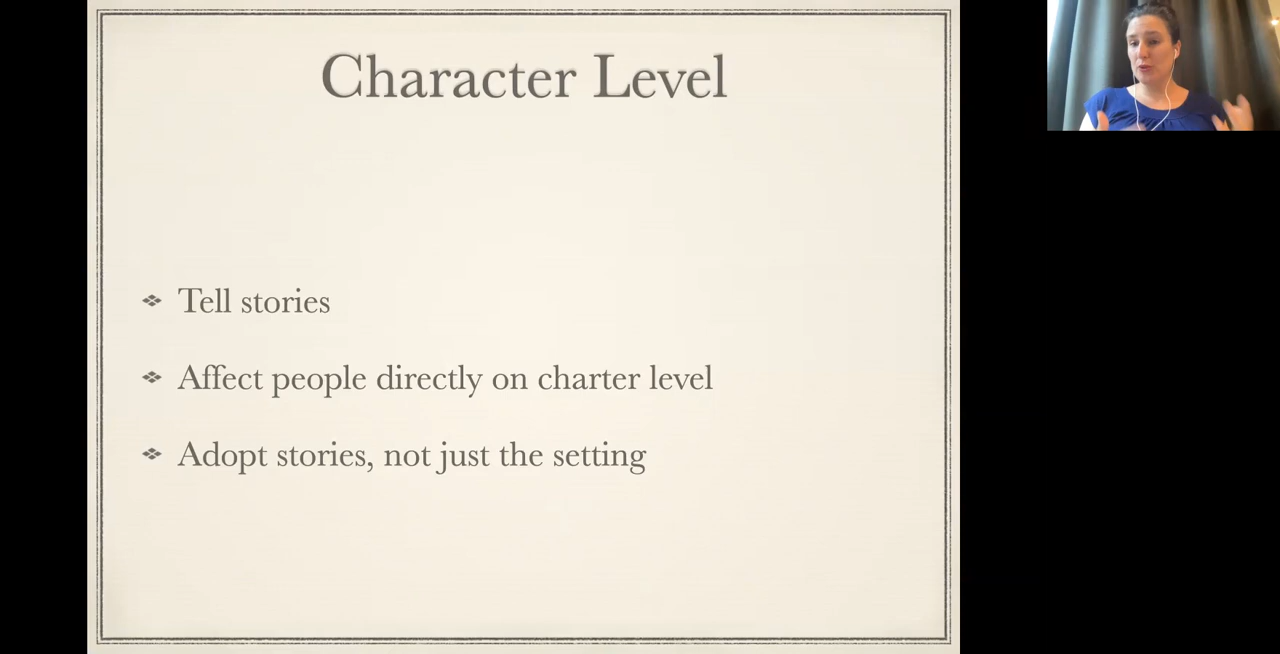 Character Level
Tell stories
Affect people directly on charter level
Adopt stories, not just the setting